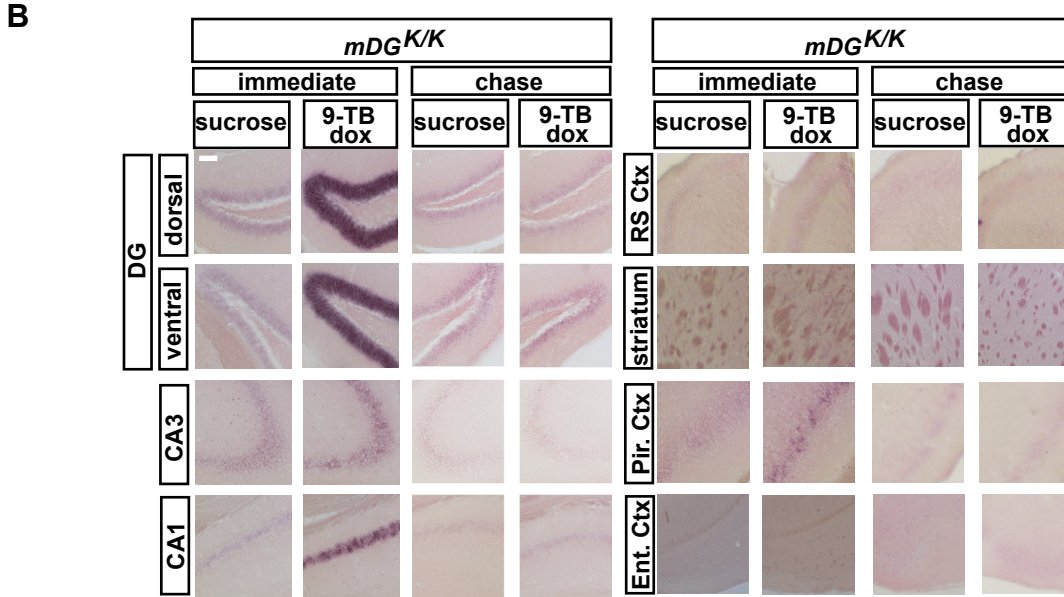 B
mDG^K/K mDG^K/K
immediate chase immediate chase
sucrose 9-TB dox sucrose 9-TB dox sucrose 9-TB dox sucrose 9-TB dox
DG
dorsal
ventral
CA3
CA1
RS Ctx
striatum
Pir. Ctx
Ent. Ctx